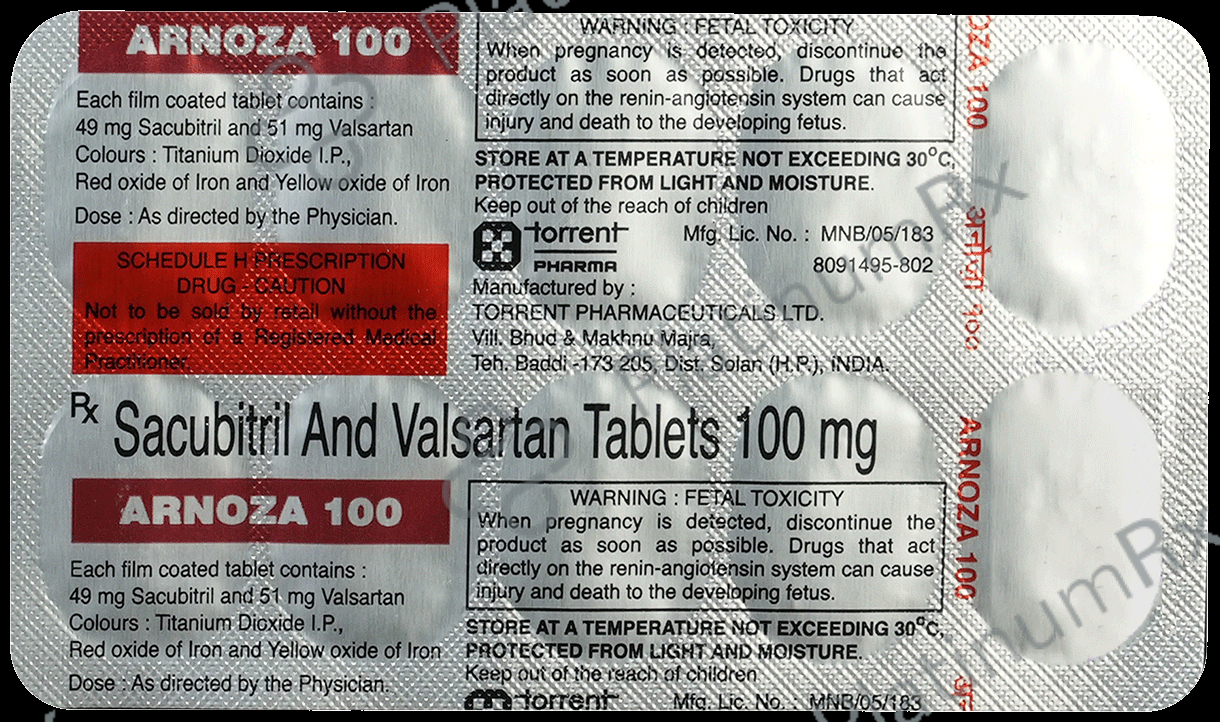 ARNOZA 100
Each film coated tablet contains :
49 mg Sacubitril and 51 mg Valsartan
Colours : Titanium Dioxide I.P.,
Red oxide of Iron and Yellow oxide of Iron
Dose : As directed by the Physician.
SCHEDULE H PRESCRIPTION
DRUG - CAUTION
Not to be sold by retail without the
prescription of a Registered Medical
Practitioner.
WARNING : FETAL TOXICITY
When pregnancy is detected, discontinue the
product as soon as possible. Drugs that act
directly on the renin-angiotensin system can cause
injury and death to the developing fetus.
STORE AT A TEMPERATURE NOT EXCEEDING 30°C,
PROTECTED FROM LIGHT AND MOISTURE.
Keep out of the reach of children
torrent
PHARMA
Mfg. Lic. No. : MNB/05/183
8091495-802
Manufactured by :
TORRENT PHARMACEUTICALS LTD.
Vill. Bhud & Makhnu Majra,
Teh. Baddi -173 205, Dist. Solan (H.P.), INDIA.
Rx Sacubitril And Valsartan Tablets 100 mg
ARNOZA 100
Each film coated tablet contains :
49 mg Sacubitril and 51 mg Valsartan
Colours : Titanium Dioxide I.P.,
Red oxide of Iron and Yellow oxide of Iron
Dose : As directed by the Physician.
WARNING : FETAL TOXICITY
When pregnancy is detected, discontinue the
product as soon as possible. Drugs that act
directly on the renin-angiotensin system can cause
injury and death to the developing fetus.
STORE AT A TEMPERATURE NOT EXCEEDING 30°C,
PROTECTED FROM LIGHT AND MOISTURE.
Keep out of the reach of children
torrent
Mfg. Lic. No. : MNB/05/183
OZA 100
अर्नोज़ा १००
ARNOZA 100
PlatinumRx
PlatinumRx